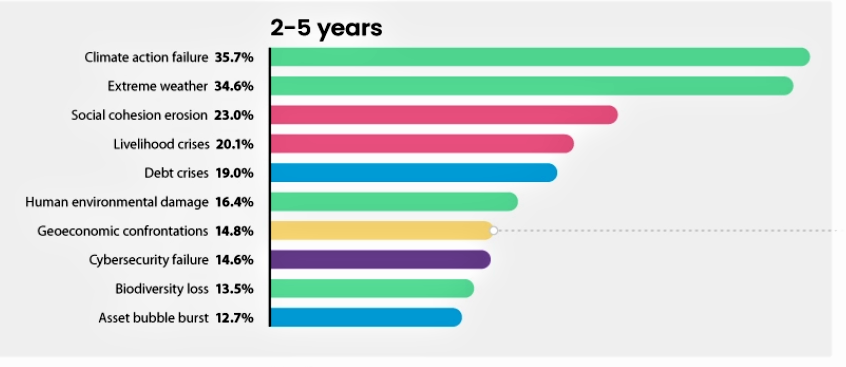 2-5 years
Climate action failure 35.7%
Extreme weather 34.6%
Social cohesion erosion 23.0%
Livelihood crises 20.1%
Debt crises 19.0%
Human environmental damage 16.4%
Geoeconomic confrontations 14.8%
Cybersecurity failure 14.6%
Biodiversity loss 13.5%
Asset bubble burst 12.7%